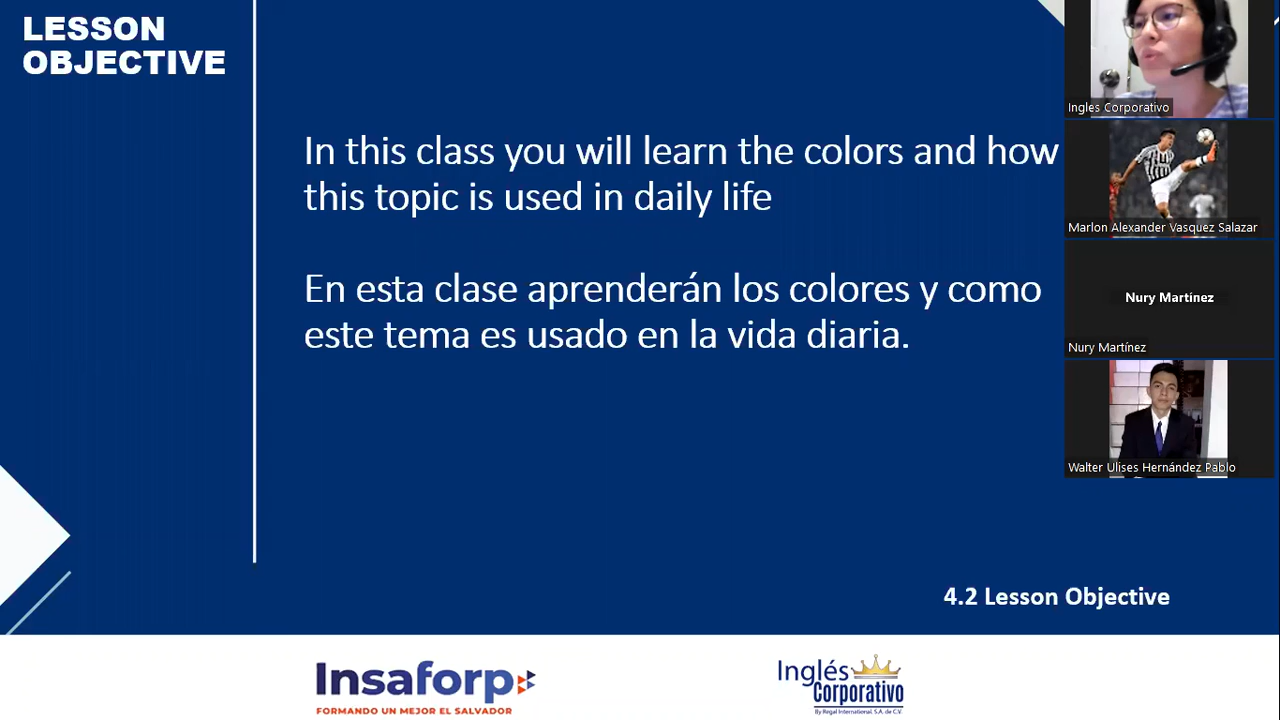 LESSON
OBJECTIVE
In this class you will learn the colors and how
this topic is used in daily life
En esta clase aprenderán los colores y como
este tema es usado en la vida diaria.
4.2 Lesson Objective
Insaforp
FORMANDO UN MEJOR EL SALVADOR
Inglés
Corporativo
By Regal International, S.A. de C.V.
Ingles Corporativo
Marlon Alexander Vasquez Salazar
Nury Martínez
Nury Martínez
Walter Ulises Hernández Pablo